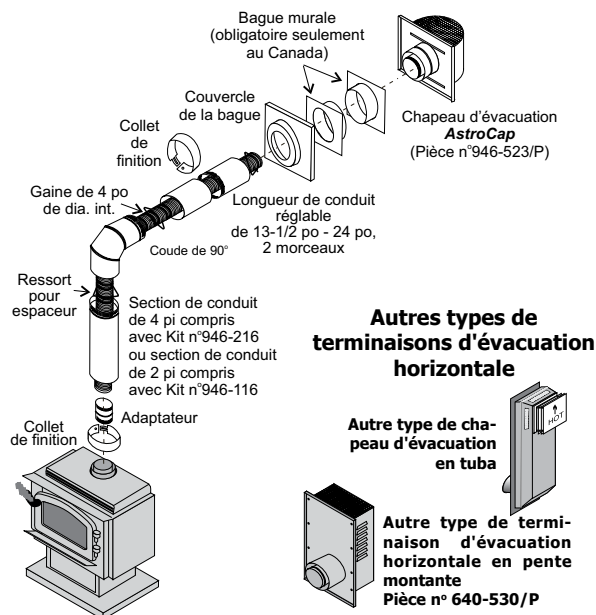 Bague murale
(obligatoire seulement
au Canada)
Couvercle
de la bague
Collet
de
finition
Chapeau d'évacuation
AstroCap
(Pièce n°946-523/P)
Gaine de 4 po
de dia. int.
Longueur de conduit
réglable
de 13-1/2 po - 24 po,
2 morceaux
Coude de 90°
Ressort
pour
espaceur
Section de conduit
de 4 pi compris
avec Kit n°946-216
ou section de conduit
de 2 pi compris
avec Kit n°946-116
Adaptateur
Collet
de finition
Autres types de
terminaisons d'évacuation
horizontale
HOT
Autre type de cha-
peau d'évacuation
en tuba
Autre type de termi-
naison d'évacuation
horizontale en pente
montante
Pièce nº 640-530/P